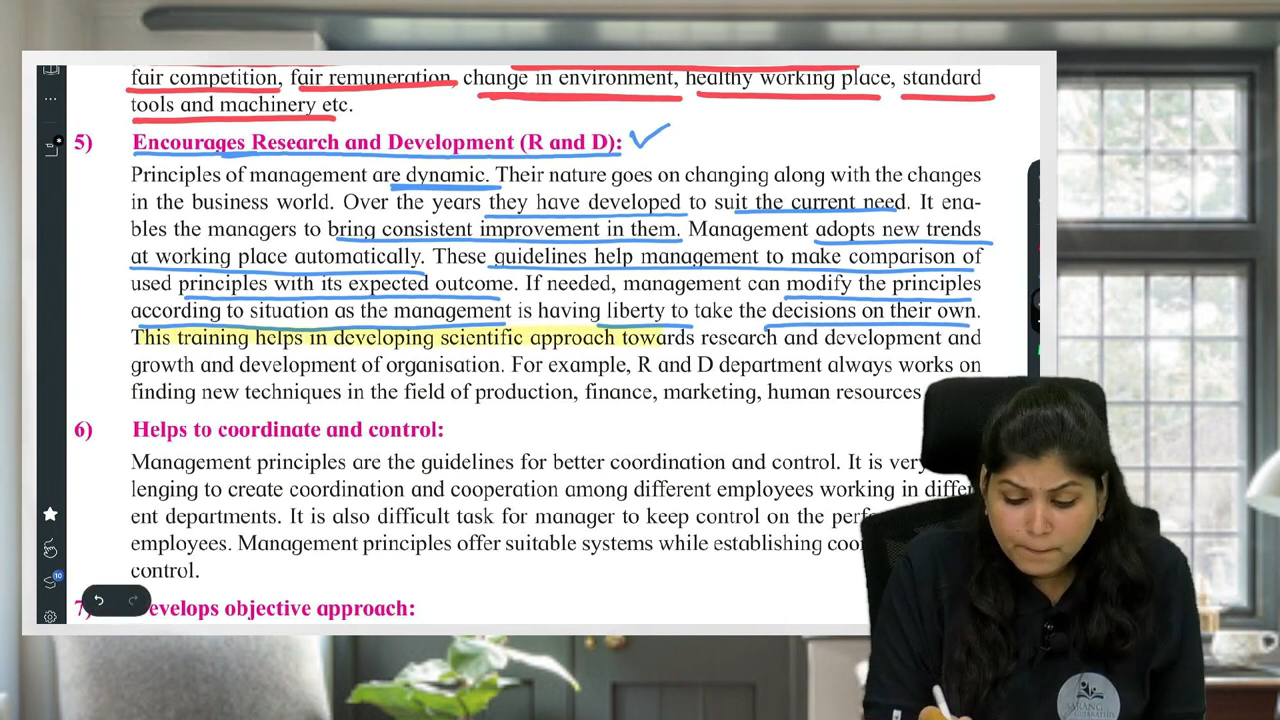 fair competition, fair remuneration, change in environment, healthy working place, standard
tools and machinery etc.
5) Encourages Research and Development (R and D):
Principles of management are dynamic. Their nature goes on changing along with the changes
in the business world. Over the years they have developed to suit the current need. It ena-
bles the managers to bring consistent improvement in them. Management adopts new trends
at working place automatically. These guidelines help management to make comparison of
used principles with its expected outcome. If needed, management can modify the principles
according to situation as the management is having liberty to take the decisions on their own.
This training helps in developing scientific approach towards research and development and
growth and development of organisation. For example, R and D department always works on
finding new techniques in the field of production, finance, marketing, human resources
6) Helps to coordinate and control:
Management principles are the guidelines for better coordination and control. It is very
lenging to create coordination and cooperation among different employees working in differ-
ent departments. It is also difficult task for manager to keep control on the
employees. Management principles offer suitable systems while establishing
control.
7) evelops objective approach:
10
SARANG